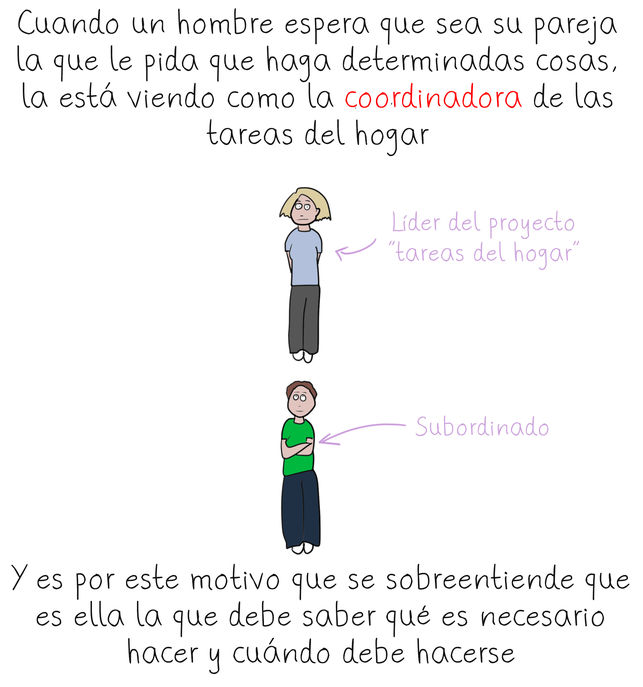 Cuando un hombre espera que sea su pareja
la que le pida que haga determinadas cosas,
la está viendo como la coordinadora de las
tareas del hogar
Líder del proyecto
"tareas del hogar"
Subordinado
Y es por este motivo que se sobreentiende que
es ella la que debe saber qué es necesario
hacer y cuándo debe hacerse